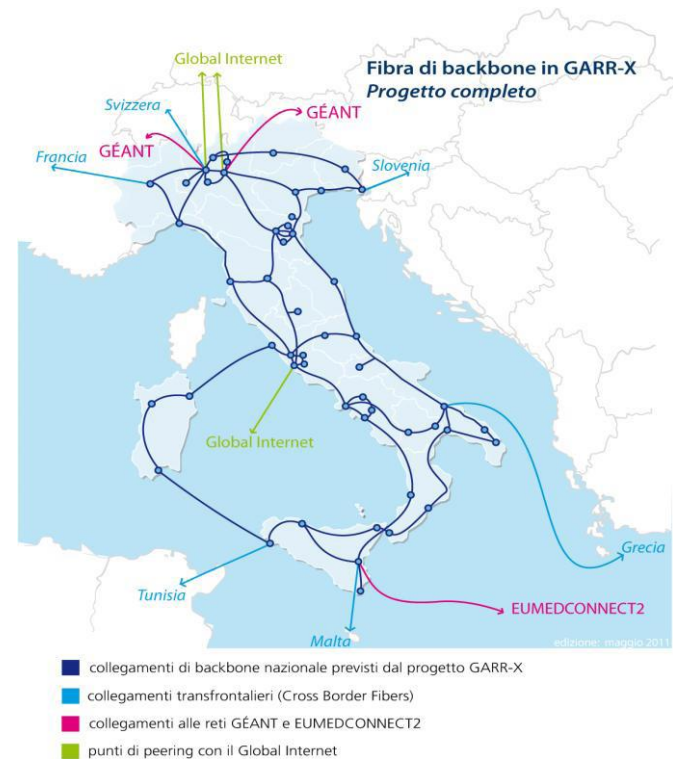 Global Internet
Fibra di backbone in GARR-X
Progetto completo
Svizzera
GÉANT
GÉANT
Francia
Slovenia
Global Internet
Grecia
Tunisia
EUMEDCONNECT2
Malta
edizione: maggio 2011
collegamenti di backbone nazionale previsti dal progetto GARR-X
collegamenti transfrontalieri (Cross Border Fibers)
collegamenti alle reti GÉANT e EUMEDCONNECT2
punti di peering con il Global Internet